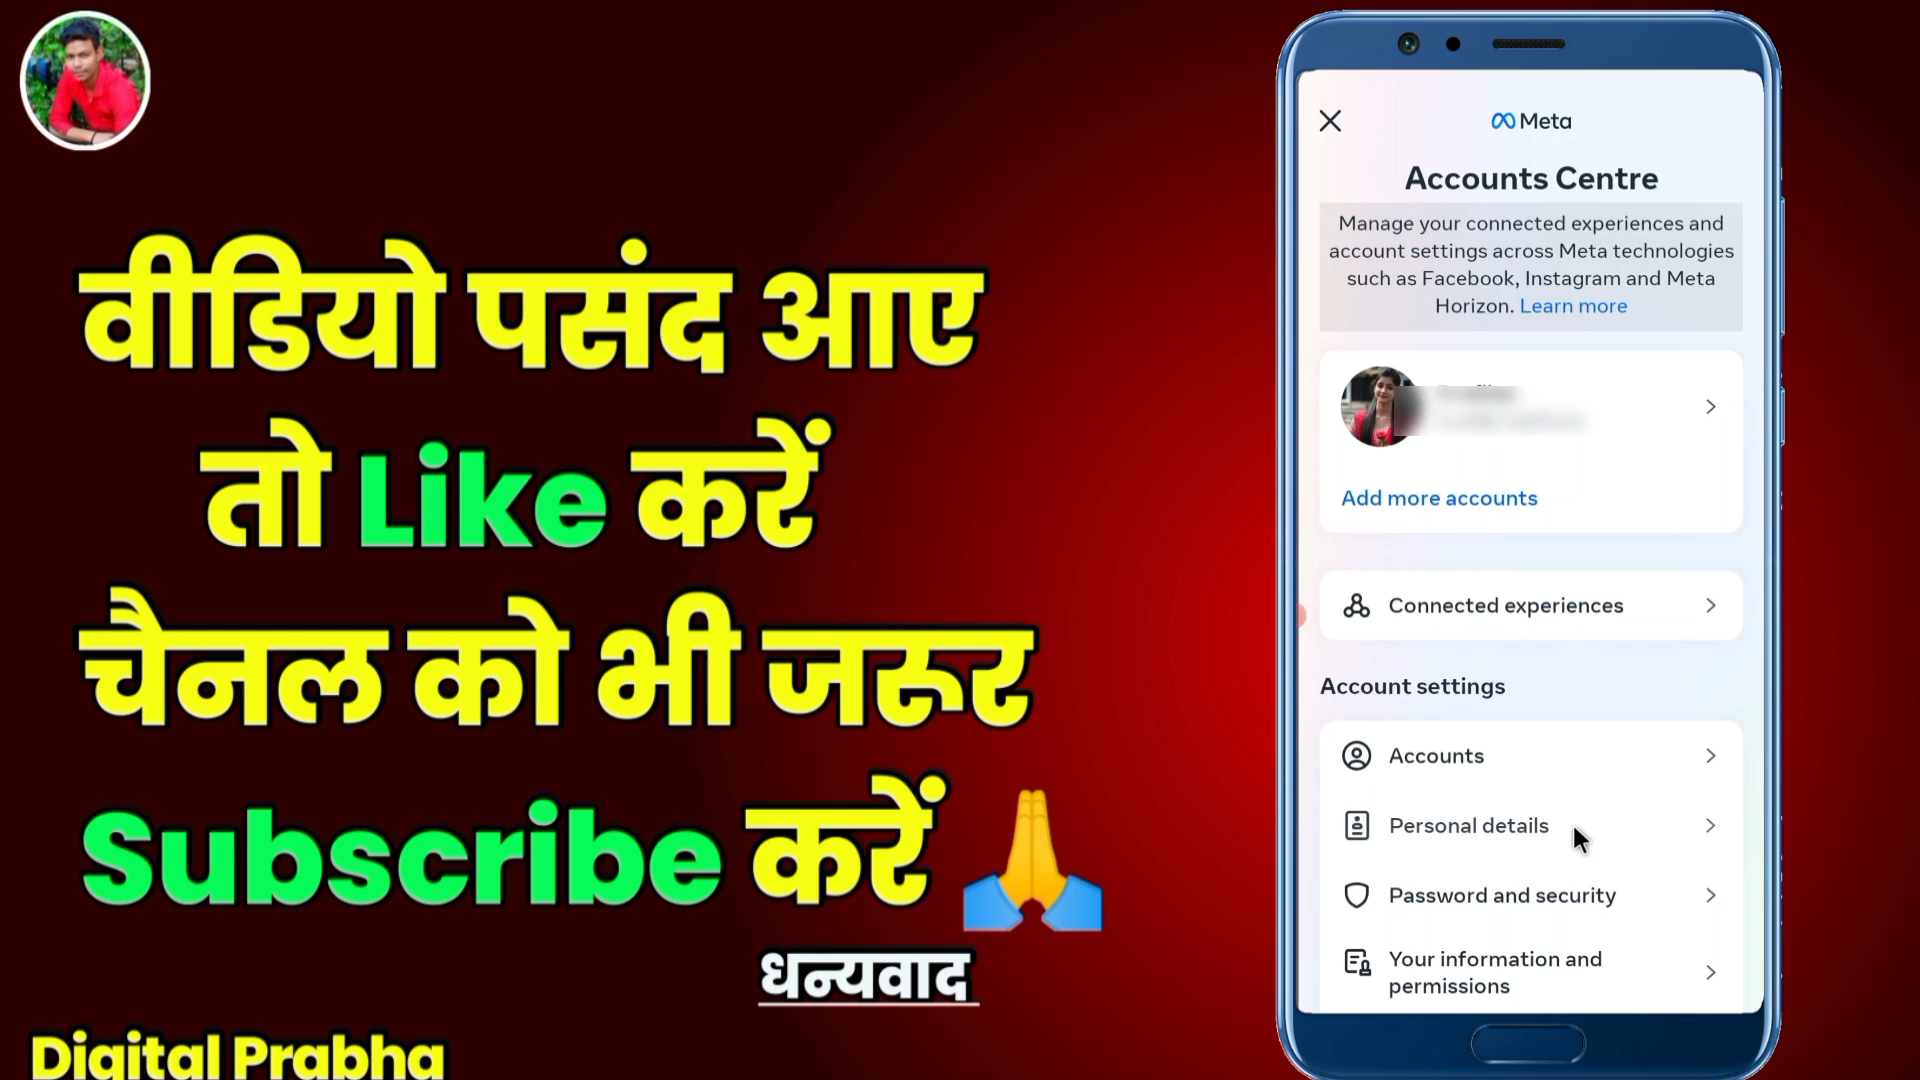 वीडियो पसंद आए
तो Like करें
चैनल को भी जरूर
Subscribe करें
धन्यवाद
Digital Prabha
Meta
Accounts Centre
Manage your connected experiences and
account settings across Meta technologies
such as Facebook, Instagram and Meta
Horizon. Learn more
Add more accounts
Connected experiences
Account settings
Accounts
Personal details
Password and security
Your information and
permissions